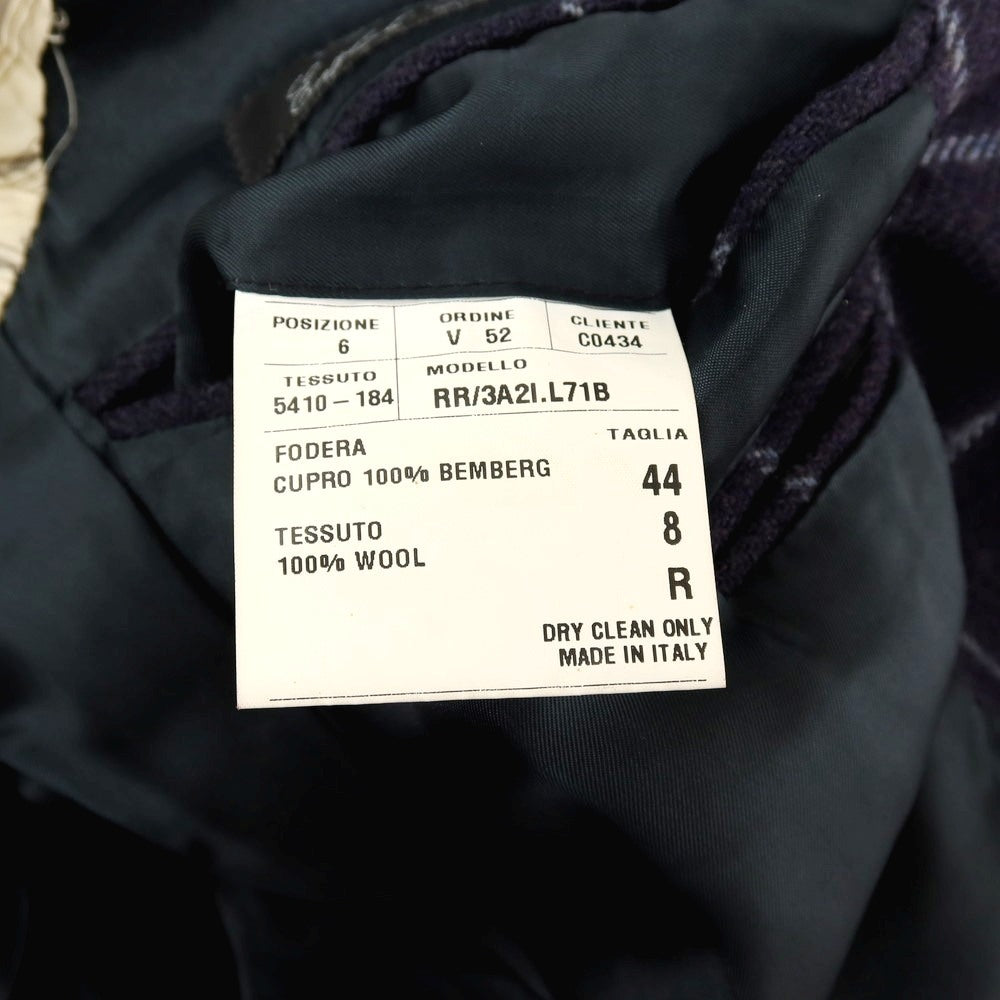 POSIZIONE ORDINE CLIENTE
6 V 52 C0434
TESSUTO MODELLO
5410-184 RR/3A2I.L71B
FODERA TAGLIA
CUPRO 100% BEMBERG 44
TESSUTO 8
100% WOOL R
DRY CLEAN ONLY
MADE IN ITALY